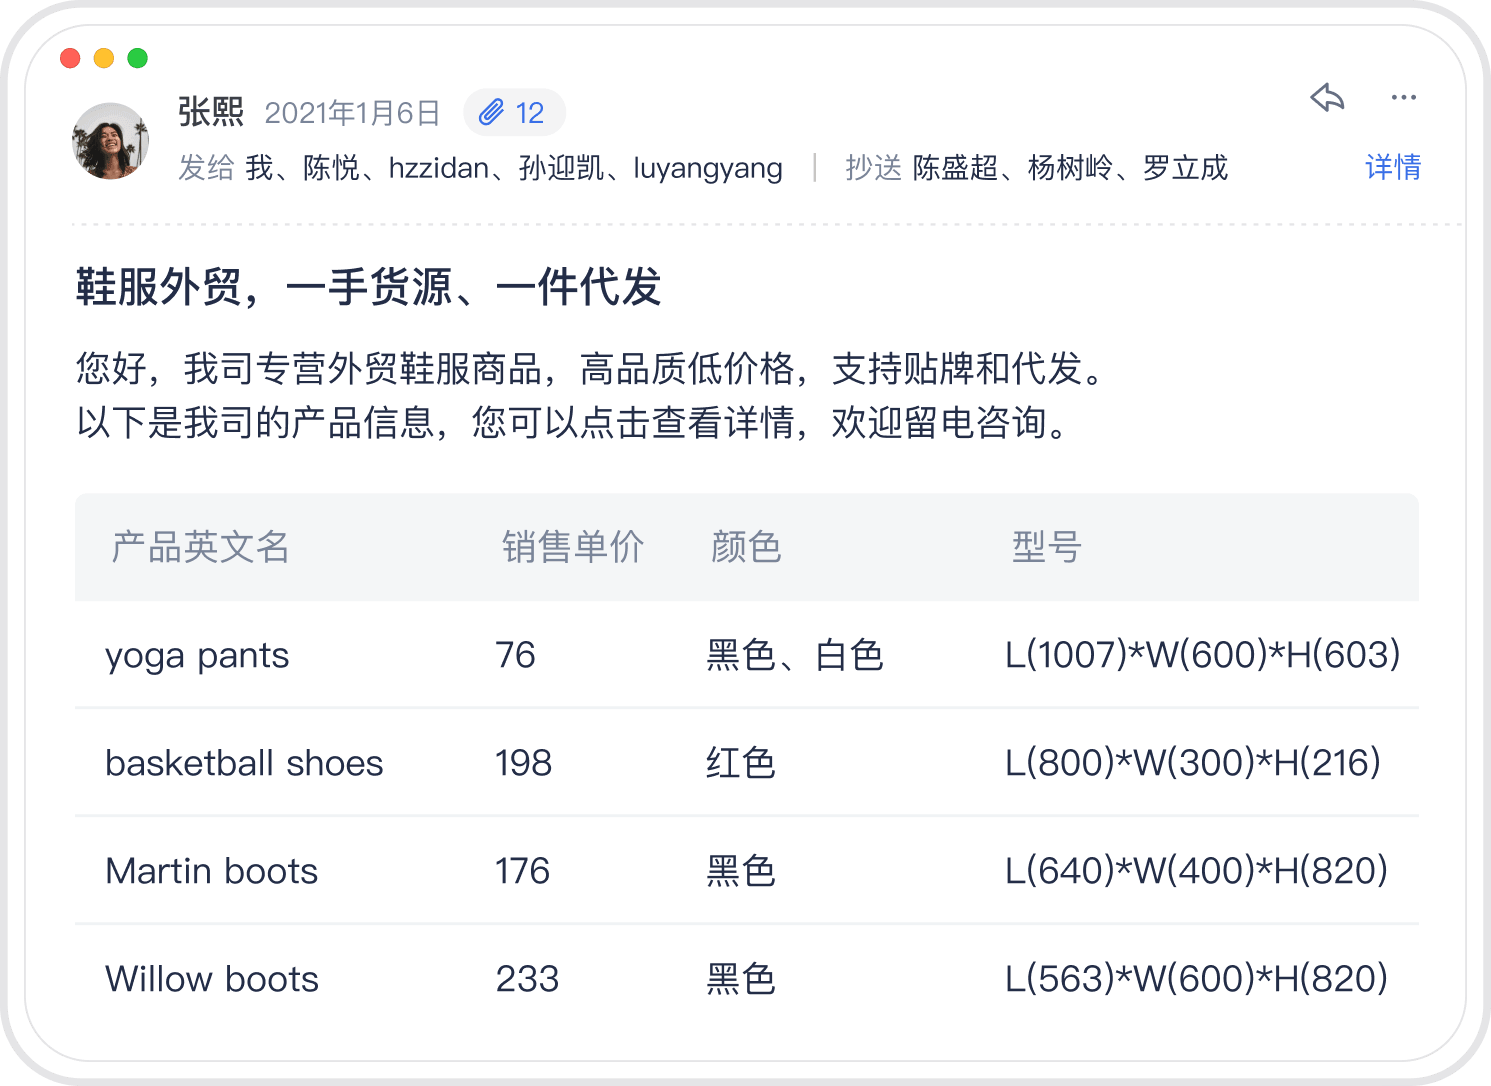 张熙 2021年1月6日 12
发给 我、陈悦、hzzidan、孙迎凯、luyangyang | 抄送 陈盛超、杨树岭、罗立成 详情
鞋服外贸，一手货源、一件代发
您好，我司专营外贸鞋服商品，高品质低价格，支持贴牌和代发。
以下是我司的产品信息，您可以点击查看详情，欢迎留电咨询。
产品英文名 销售单价 颜色 型号
yoga pants 76 黑色、白色 L(1007)*W(600)*H(603)
basketball shoes 198 红色 L(800)*W(300)*H(216)
Martin boots 176 黑色 L(640)*W(400)*H(820)
Willow boots 233 黑色 L(563)*W(600)*H(820)